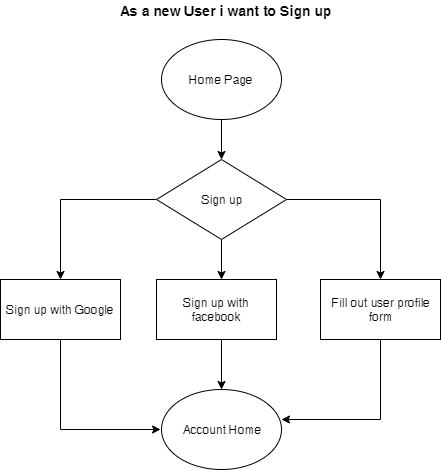 As a new User i want to Sign up
Home Page
Sign up
Sign up with Google
Sign up with
facebook
Fill out user profile
form
Account Home